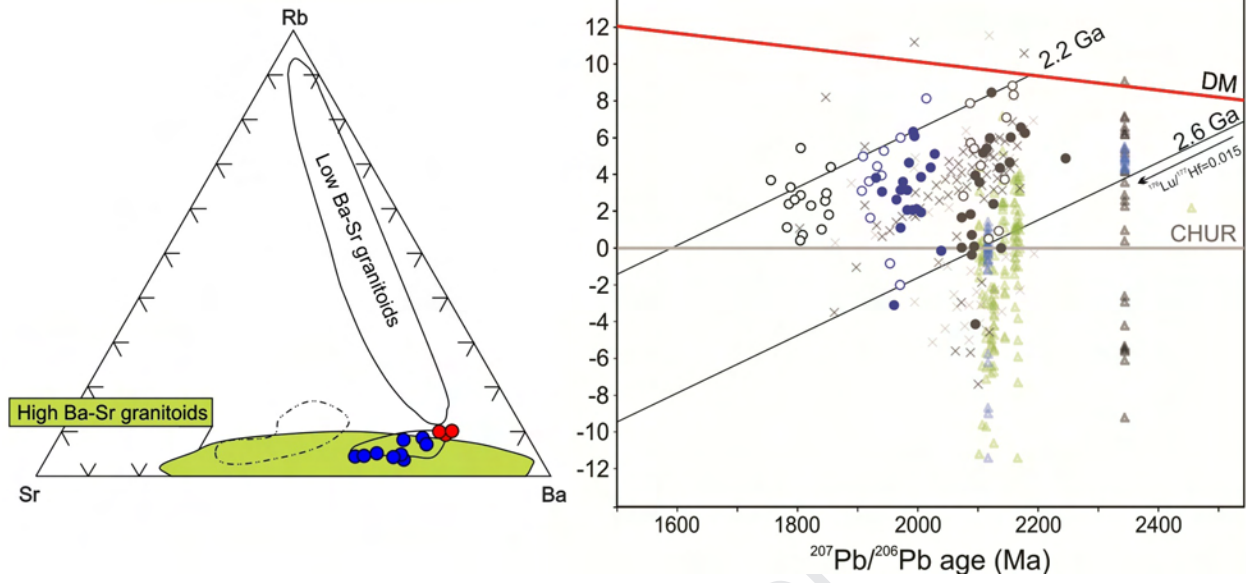 Rb
Low Ba-Sr granitoids
High Ba-Sr granitoids
Sr
Ba
12
10
8
6
4
2
0
-2
-4
-6
-8
-10
-12
2.2 Ga
DM
2.6 Ga
¹⁷⁶Lu/¹⁷⁷Hf=0.015
CHUR
1600
1800
2000
2200
2400
²⁰⁷Pb/²⁰⁶Pb age (Ma)